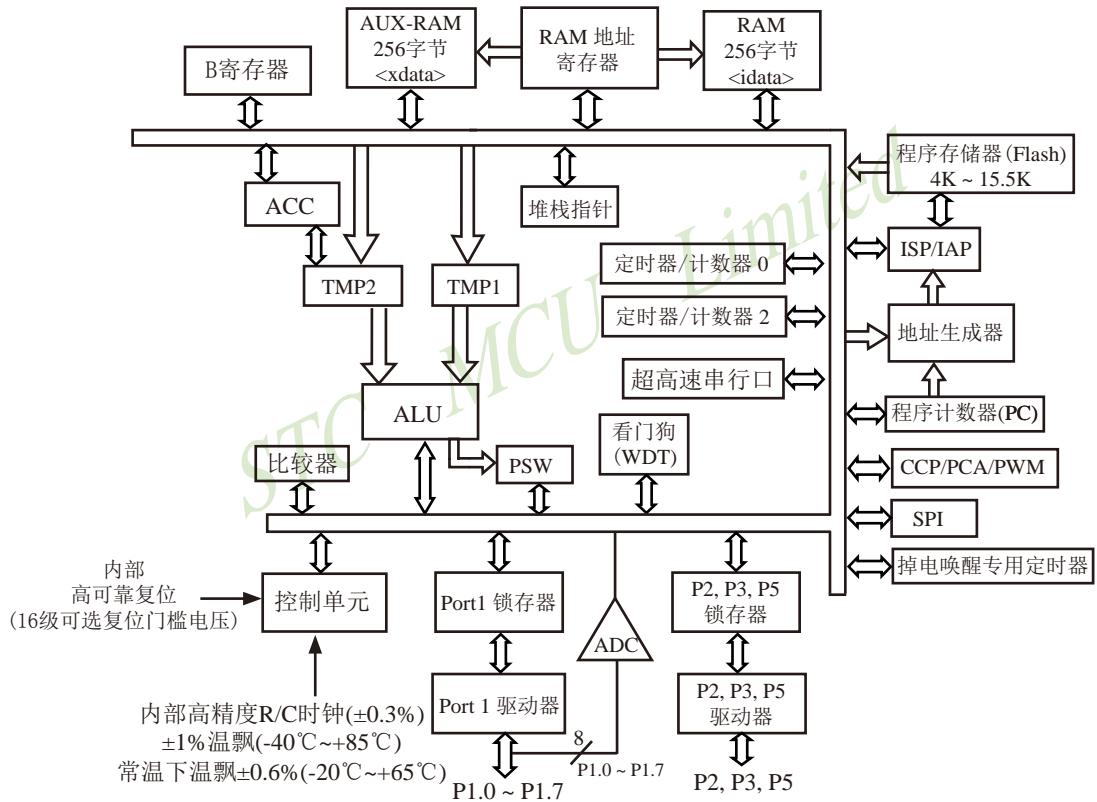 AUX-RAM
256字节
<xdata>
RAM 地址
寄存器
RAM
256字节
<idata>
B寄存器
程序存储器(Flash)
4K ~ 15.5K
ACC
堆栈指针
ISP/IAP
定时器/计数器 0
TMP2
TMP1
定时器/计数器 2
地址生成器
超高速串行口
ALU
程序计数器(PC)
看门狗
(WDT)
比较器
PSW
CCP/PCA/PWM
SPI
掉电唤醒专用定时器
内部
高可靠复位
(16级可选复位门槛电压)
控制单元
Port1 锁存器
ADC
P2, P3, P5
锁存器
内部高精度R/C时钟(±0.3%)
±1%温飘(-40℃~+85℃)
常温下温飘±0.6%(-20℃~+65℃)
Port 1 驱动器
P2, P3, P5
驱动器
8
P1.0 ~ P1.7
P1.0 ~ P1.7
P2, P3, P5
STC MCU Limited